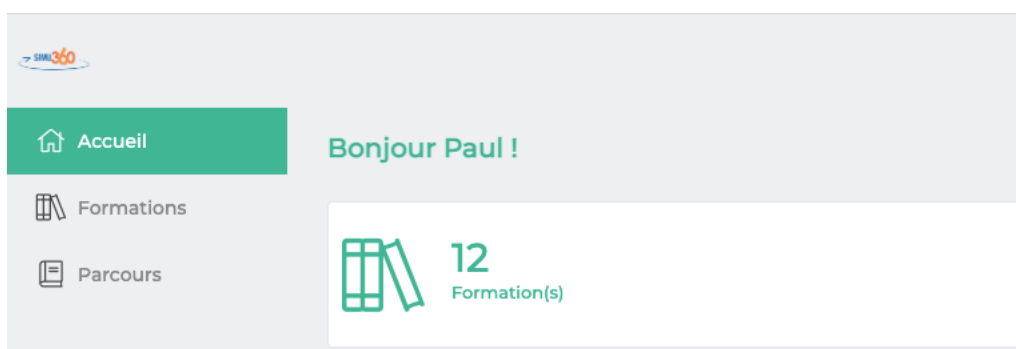 SIMU360
Accueil
Formations
Parcours
Bonjour Paul !
12
Formation(s)